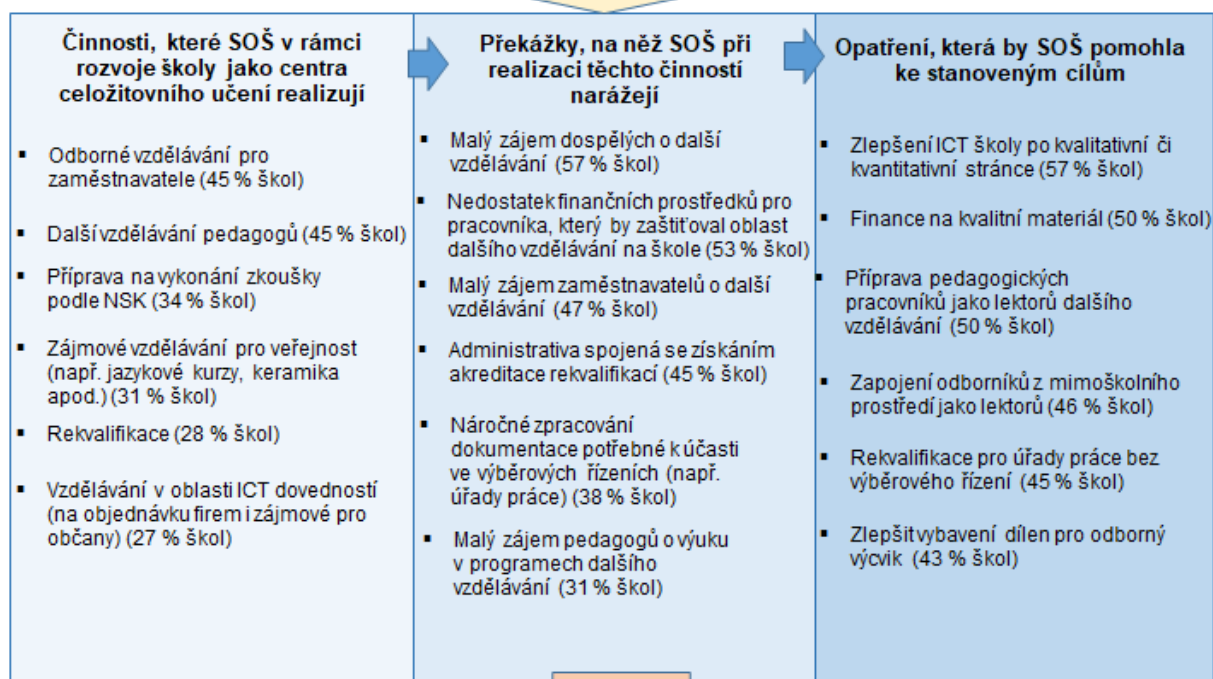 Činnosti, které SOŠ v rámci
rozvoje školy jako centra
celožitovního učení realizují
▪ Odborné vzdělávání pro
zaměstnavatele (45 % škol)
▪ Další vzdělávání pedagogů (45 % škol)
▪ Příprava na vykonání zkoušky
podle NSK (34 % škol)
▪ Zájmové vzdělávání pro veřejnost
(např. jazykové kurzy, keramika
apod.) (31 % škol)
▪ Rekvalifikace (28 % škol)
▪ Vzdělávání v oblasti ICT dovedností
(na objednávku firem i zájmové pro
občany) (27 % škol)
Překážky, na něž SOŠ při
realizaci těchto činností
narážejí
▪ Malý zájem dospělých o další
vzdělávání (57 % škol)
▪ Nedostatek finančních prostředků pro
pracovníka, který by zaštiťoval oblast
dalšího vzdělávání na škole (53 % škol)
▪ Malý zájem zaměstnavatelů o další
vzdělávání (47 % škol)
▪ Administrativa spojená se získáním
akreditace rekvalifikací (45 % škol)
▪ Náročné zpracování
dokumentace potřebné k účasti
ve výběrových řízeních (např.
úřady práce) (38 % škol)
▪ Malý zájem pedagogů o výuku
v programech dalšího
vzdělávání (31 % škol)
Opatření, která by SOŠ pomohla
ke stanoveným cílům
▪ Zlepšení ICT školy po kvalitativní či
kvantitativní stránce (57 % škol)
▪ Finance na kvalitní materiál (50 % škol)
▪ Příprava pedagogických
pracovníků jako lektorů dalšího
vzdělávání (50 % škol)
▪ Zapojení odborníků z mimoškolního
prostředí jako lektorů (46 % škol)
▪ Rekvalifikace pro úřady práce bez
výběrového řízení (45 % škol)
▪ Zlepšit vybavení dílen pro odborný
výcvik (43 % škol)